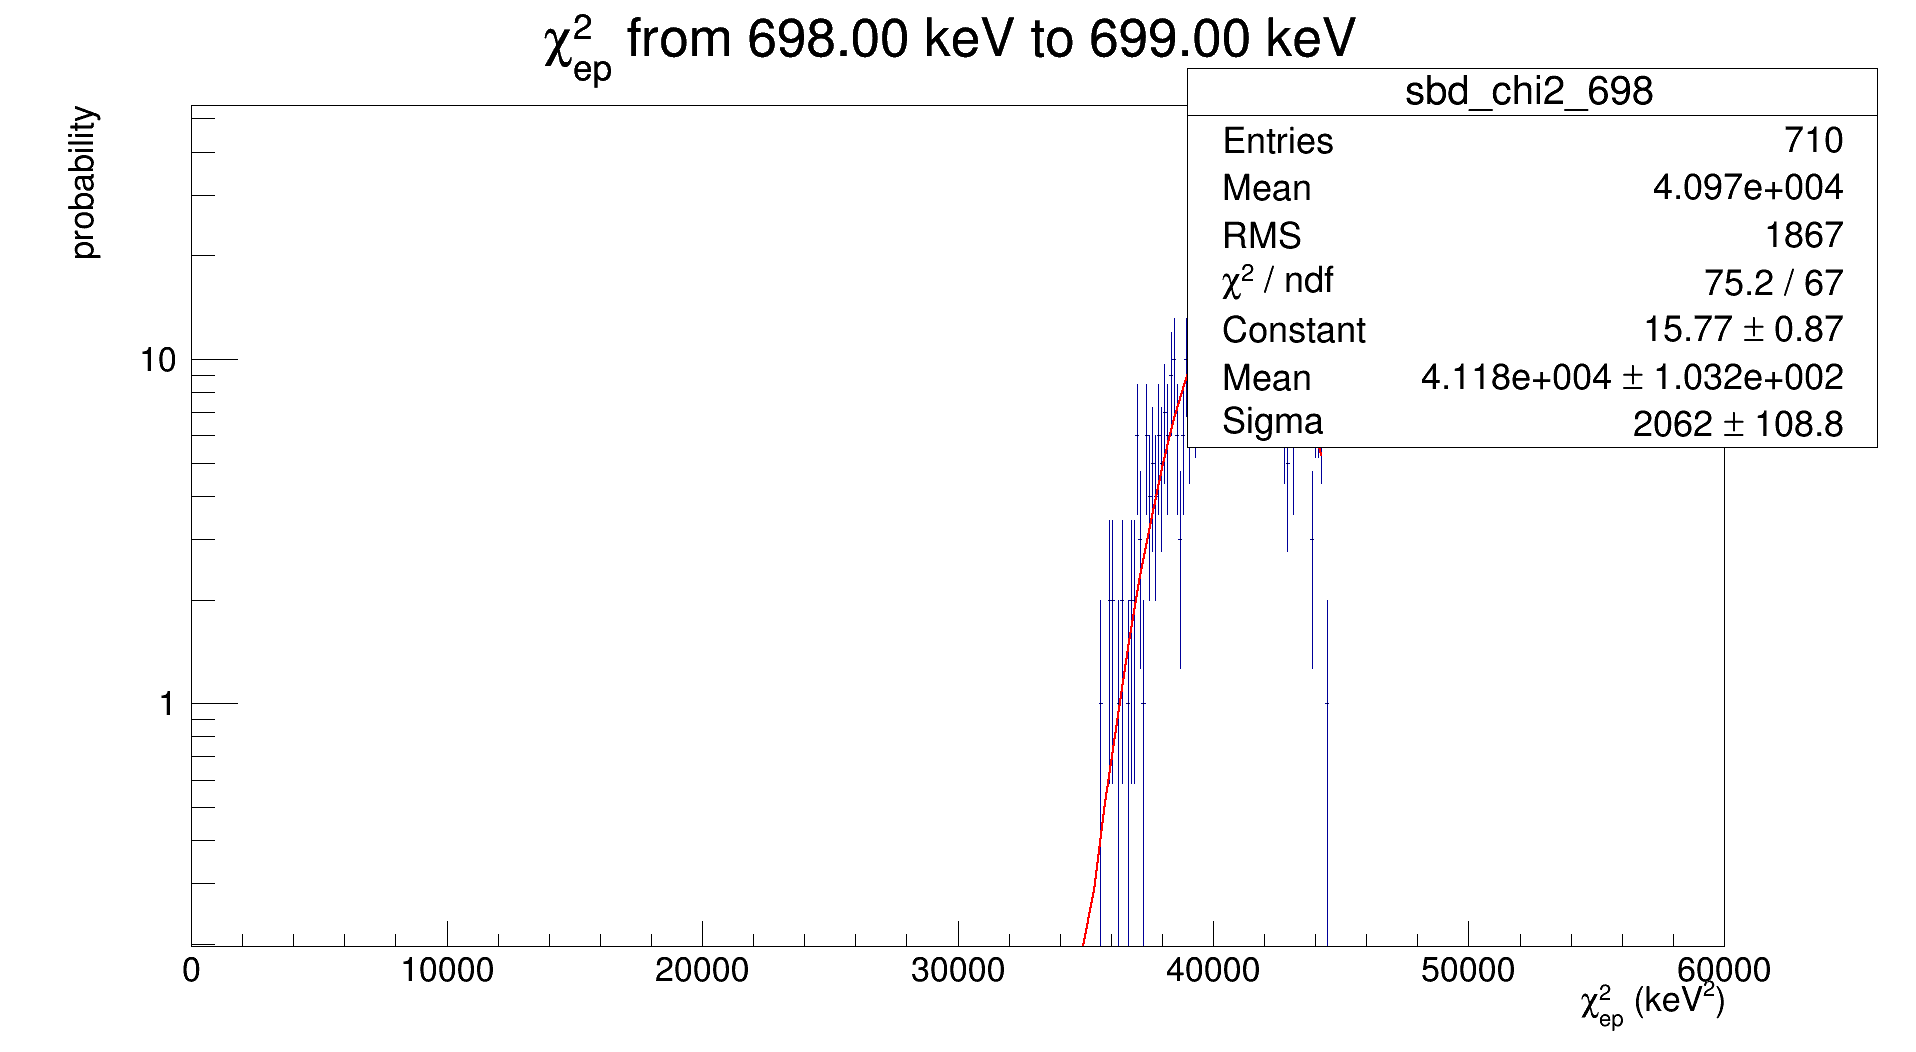 χ²ep from 698.00 keV to 699.00 keV
probability
sbd_chi2_698
Entries 710
Mean 4.097e+004
RMS 1867
χ² / ndf 75.2 / 67
Constant 15.77 ± 0.87
Mean 4.118e+004 ± 1.032e+002
Sigma 2062 ± 108.8
10
1
0 10000 20000 30000 40000 50000 60000
χ²ep (keV²)